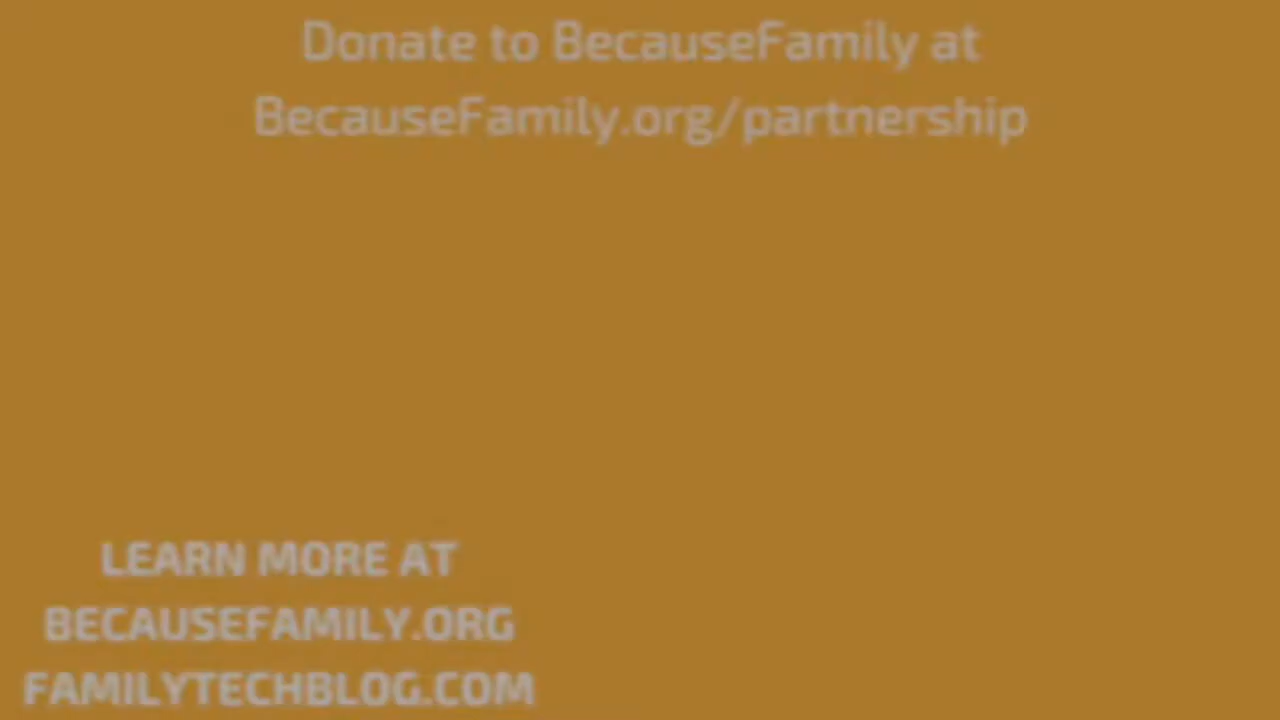 Donate to BecauseFamily at
BecauseFamily.org/partnership
LEARN MORE AT
BECAUSEFAMILY.ORG
FAMILYTECHBLOG.COM